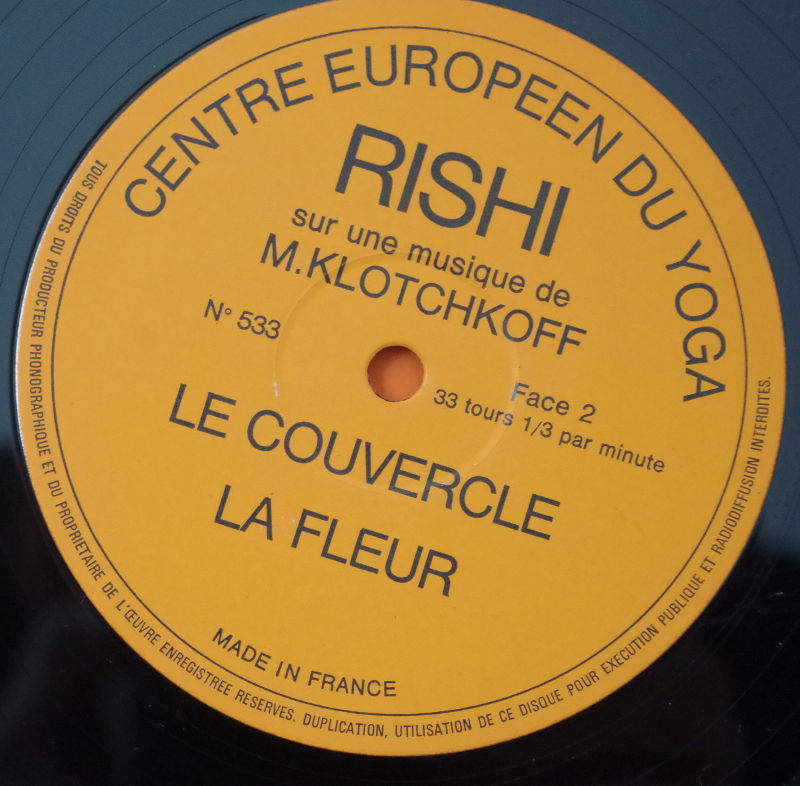 CENTRE EUROPEEN DU YOGA
RISHI
sur une musique de
M.KLOTCHKOFF
N° 533
Face 2
33 tours 1/3 par minute
LE COUVERCLE
LA FLEUR
MADE IN FRANCE
TOUS DROITS DU PRODUCTEUR PHONOGRAPHIQUE ET DU PROPRIETAIRE DE L'ŒUVRE ENREGISTREE RESERVES. DUPLICATION, UTILISATION DE CE DISQUE POUR EXECUTION PUBLIQUE ET RADIODIFFUSION INTERDITES.